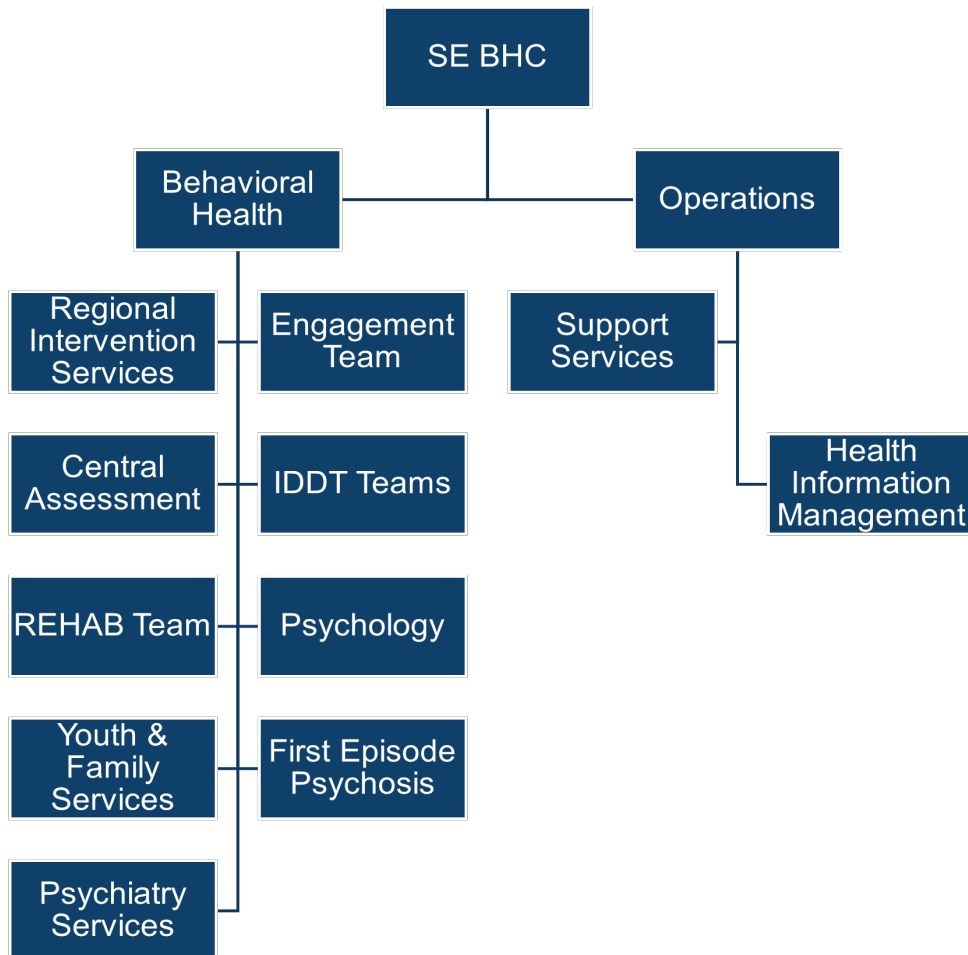 SE BHC
Behavioral
Health
Operations
Regional
Intervention
Services
Engagement
Team
Support
Services
Central
Assessment
IDDT Teams
Health
Information
Management
REHAB Team
Psychology
Youth &
Family
Services
First Episode
Psychosis
Psychiatry
Services